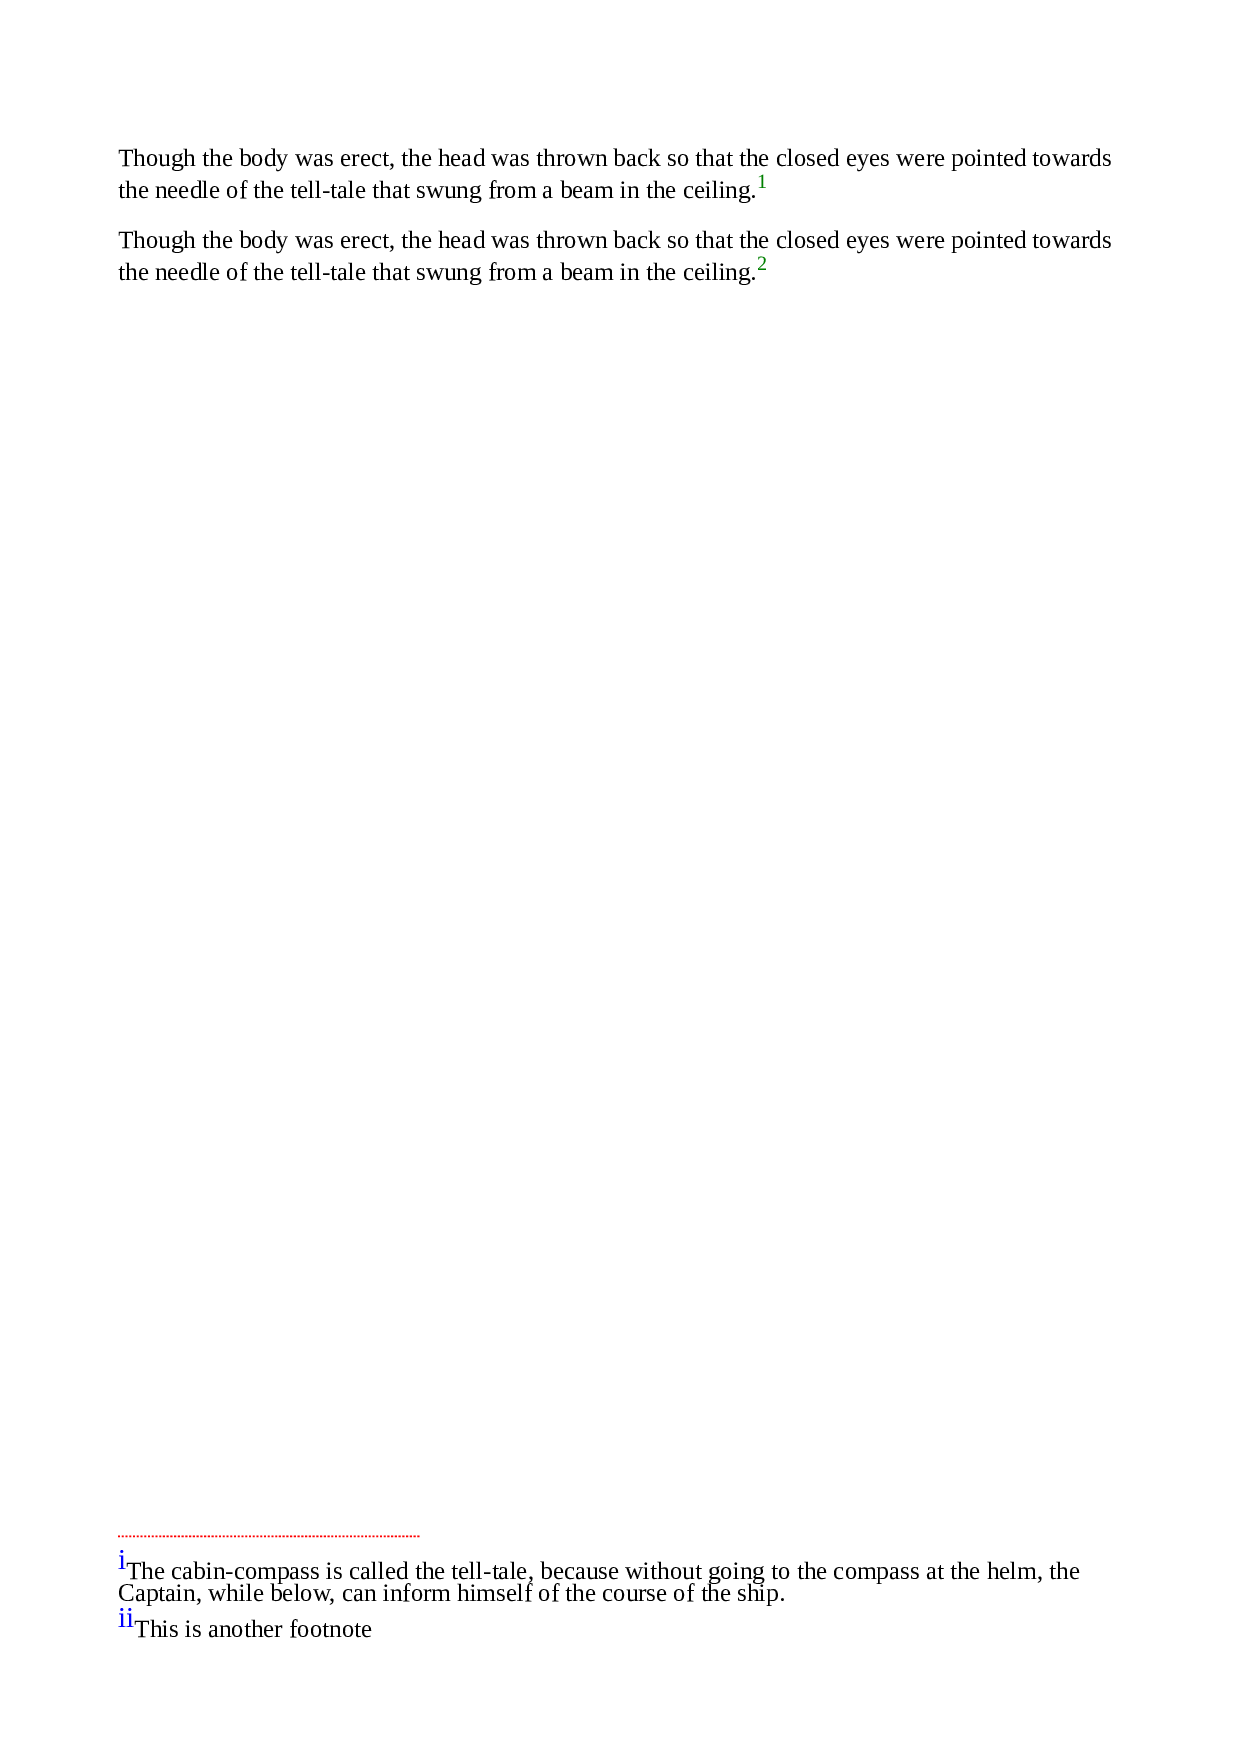 Though the body was erect, the head was thrown back so that the closed eyes were pointed towards
the needle of the tell-tale that swung from a beam in the ceiling.1
Though the body was erect, the head was thrown back so that the closed eyes were pointed towards
the needle of the tell-tale that swung from a beam in the ceiling.2
iThe cabin-compass is called the tell-tale, because without going to the compass at the helm, the
Captain, while below, can inform himself of the course of the ship.
iiThis is another footnote